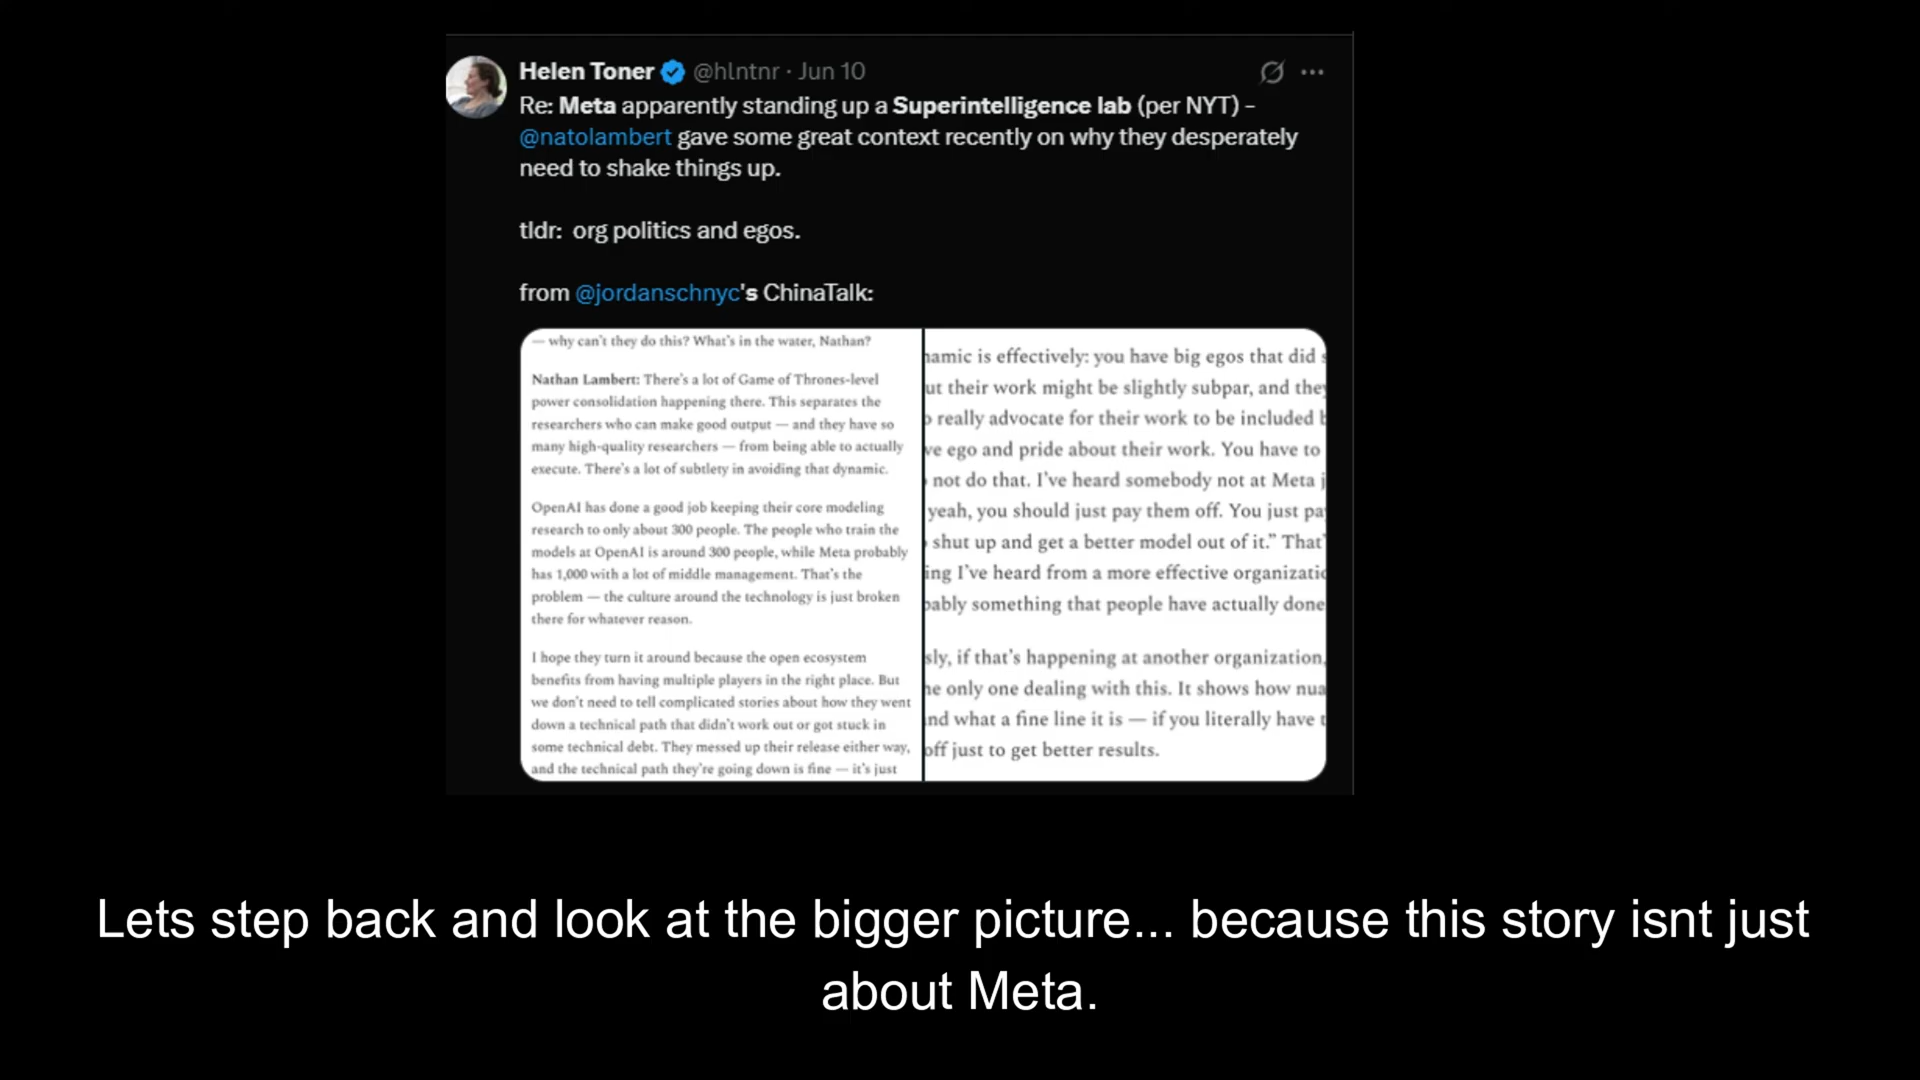 Helen Toner @hlntnr · Jun 10
Re: Meta apparently standing up a Superintelligence lab (per NYT) -
@natolambert gave some great context recently on why they desperately
need to shake things up.
tldr: org politics and egos.
from @jordanschnyc's ChinaTalk:
— why can't they do this? What's in the water, Nathan?
Nathan Lambert: There's a lot of Game of Thrones-level
power consolidation happening there. This separates the
researchers who can make good output — and they have so
many high-quality researchers — from being able to actually
execute. There's a lot of subtlety in avoiding that dynamic.
OpenAI has done a good job keeping their core modeling
research to only about 300 people. The people who train the
models at OpenAI is around 300 people, while Meta probably
has 1,000 with a lot of middle management. That's the
problem — the culture around the technology is just broken
there for whatever reason.
I hope they turn it around because the open ecosystem
benefits from having multiple players in the right place. But
we don't need to tell complicated stories about how they went
down a technical path that didn't work out or got stuck in
some technical debt. They messed up their release either way,
and the technical path they're going down is fine — it's just
is effectively: you have big egos that did
their work might be slightly subpar, and they
really advocate for their work to be included
ego and pride about their work. You have to
not do that. I've heard somebody not at Meta
yeah, you should just pay them off. You just
shut up and get a better model out of it."
I've heard from a more effective
something that people have actually done
if that's happening at another organization,
only one dealing with this. It shows how
what a fine line it is — if you literally have
off just to get better results.
Lets step back and look at the bigger picture... because this story isnt just
about Meta.